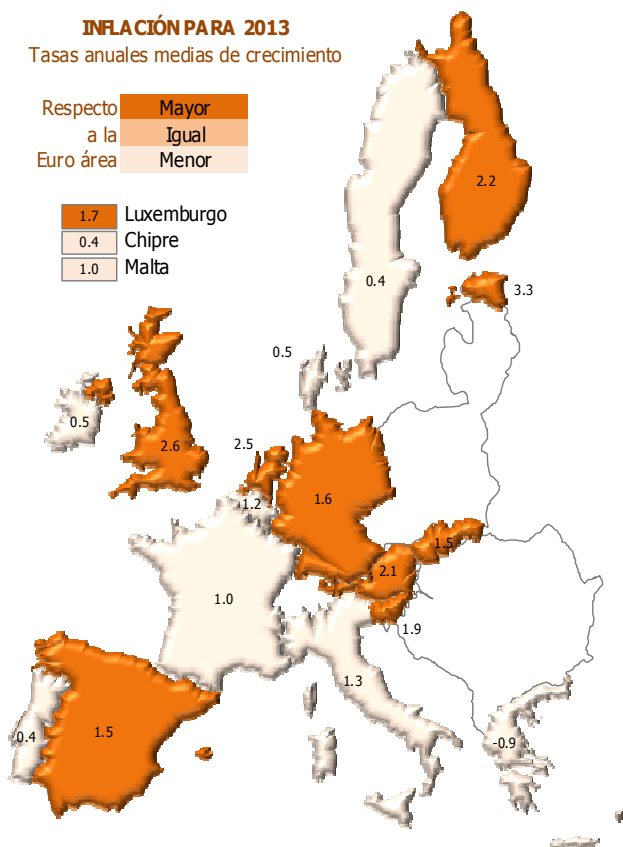 INFLACIÓN PARA 2013
Tasas anuales medias de crecimiento
Respecto
a la
Euro área
Mayor
Igual
Menor
1.7 Luxemburgo
0.4 Chipre
1.0 Malta
2.2
0.4
3.3
0.5
0.5
2.6
2.5
1.2
1.6
1.5
2.1
1.0
1.9
1.3
1.5
0.4
-0.9